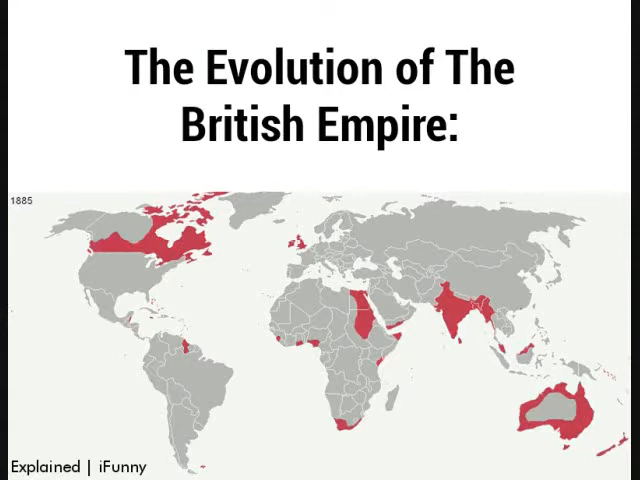 The Evolution of The
British Empire:
1885
Explained | iFunny